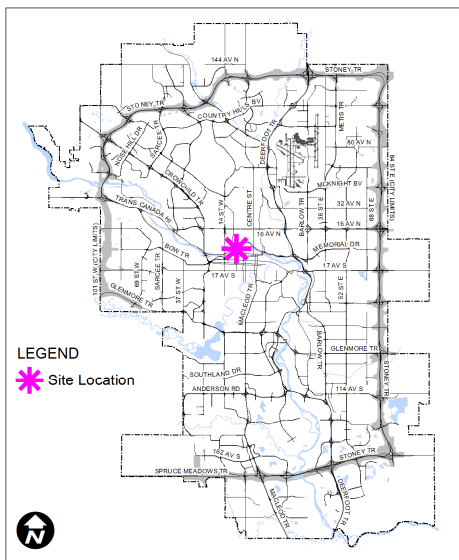 144 AV N
STONEY TR
STONEY TR
COUNTRY HILLS BV
NOSE HILL DR
SARCEE T
DEERFOOT TR
METIS TR
80 AV N
CROWCHILD TR
MCKNIGHT BV
84 ST E (CITY LIMITS)
TRANS CANADA HI
14 ST W
CENTRE ST
BARLOW TR
36 ST E
32 AV N
68 ST E
16 AV N
16 AV N
BOW TR
MEMORIAL DR
101 ST W (CITY LIMITS)
69 ST W
SARCEE TR
37 ST W
17 AV S
17 AV S
MACLEOD TR
52 ST E
GLENMORE TR
BARLOW TR
GLENMORE TR
STONEY TR
LEGEND
Site Location
SOUTHLAND DR
ANDERSON RD
114 AV S
162 AV S
STONEY TR
SPRUCE MEADOWS TR
MACLEOD TR
DEERFOOT TR
N